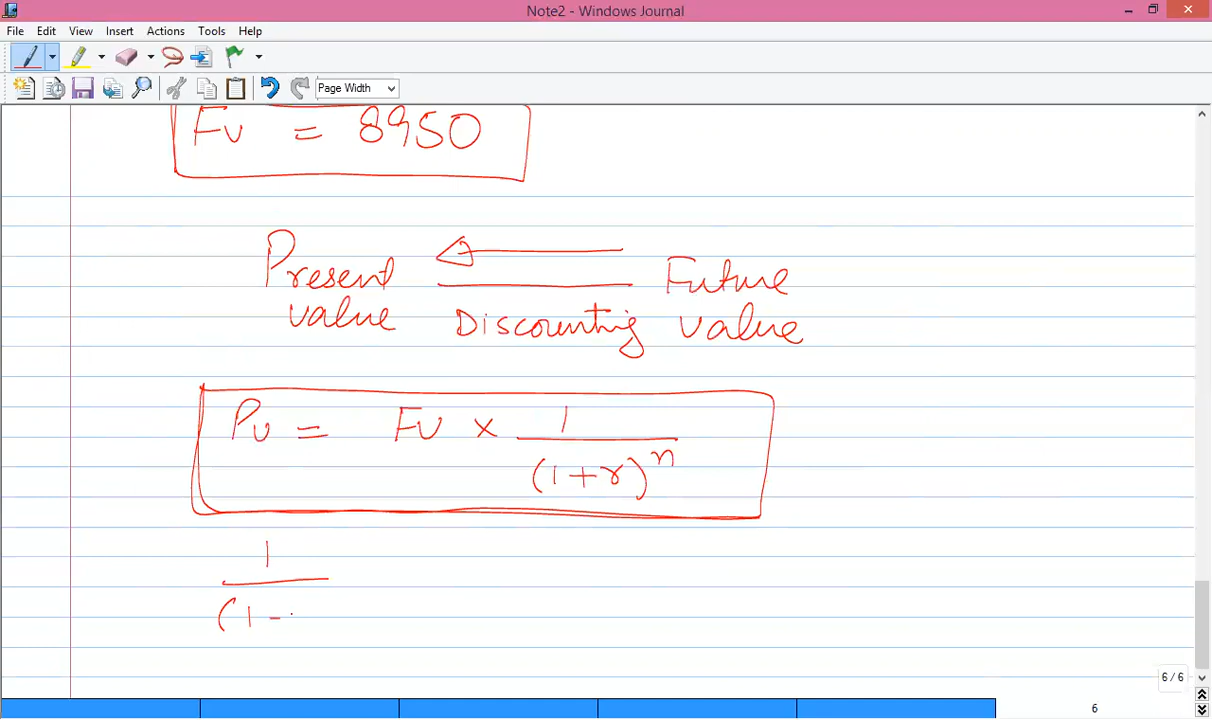 Note2 - Windows Journal
File Edit View Insert Actions Tools Help
Page Width
Fv = 8950
Present value Discounting Future value
Pv = Fv × 1
(1+r)^n
1
(1-
6 / 6
6